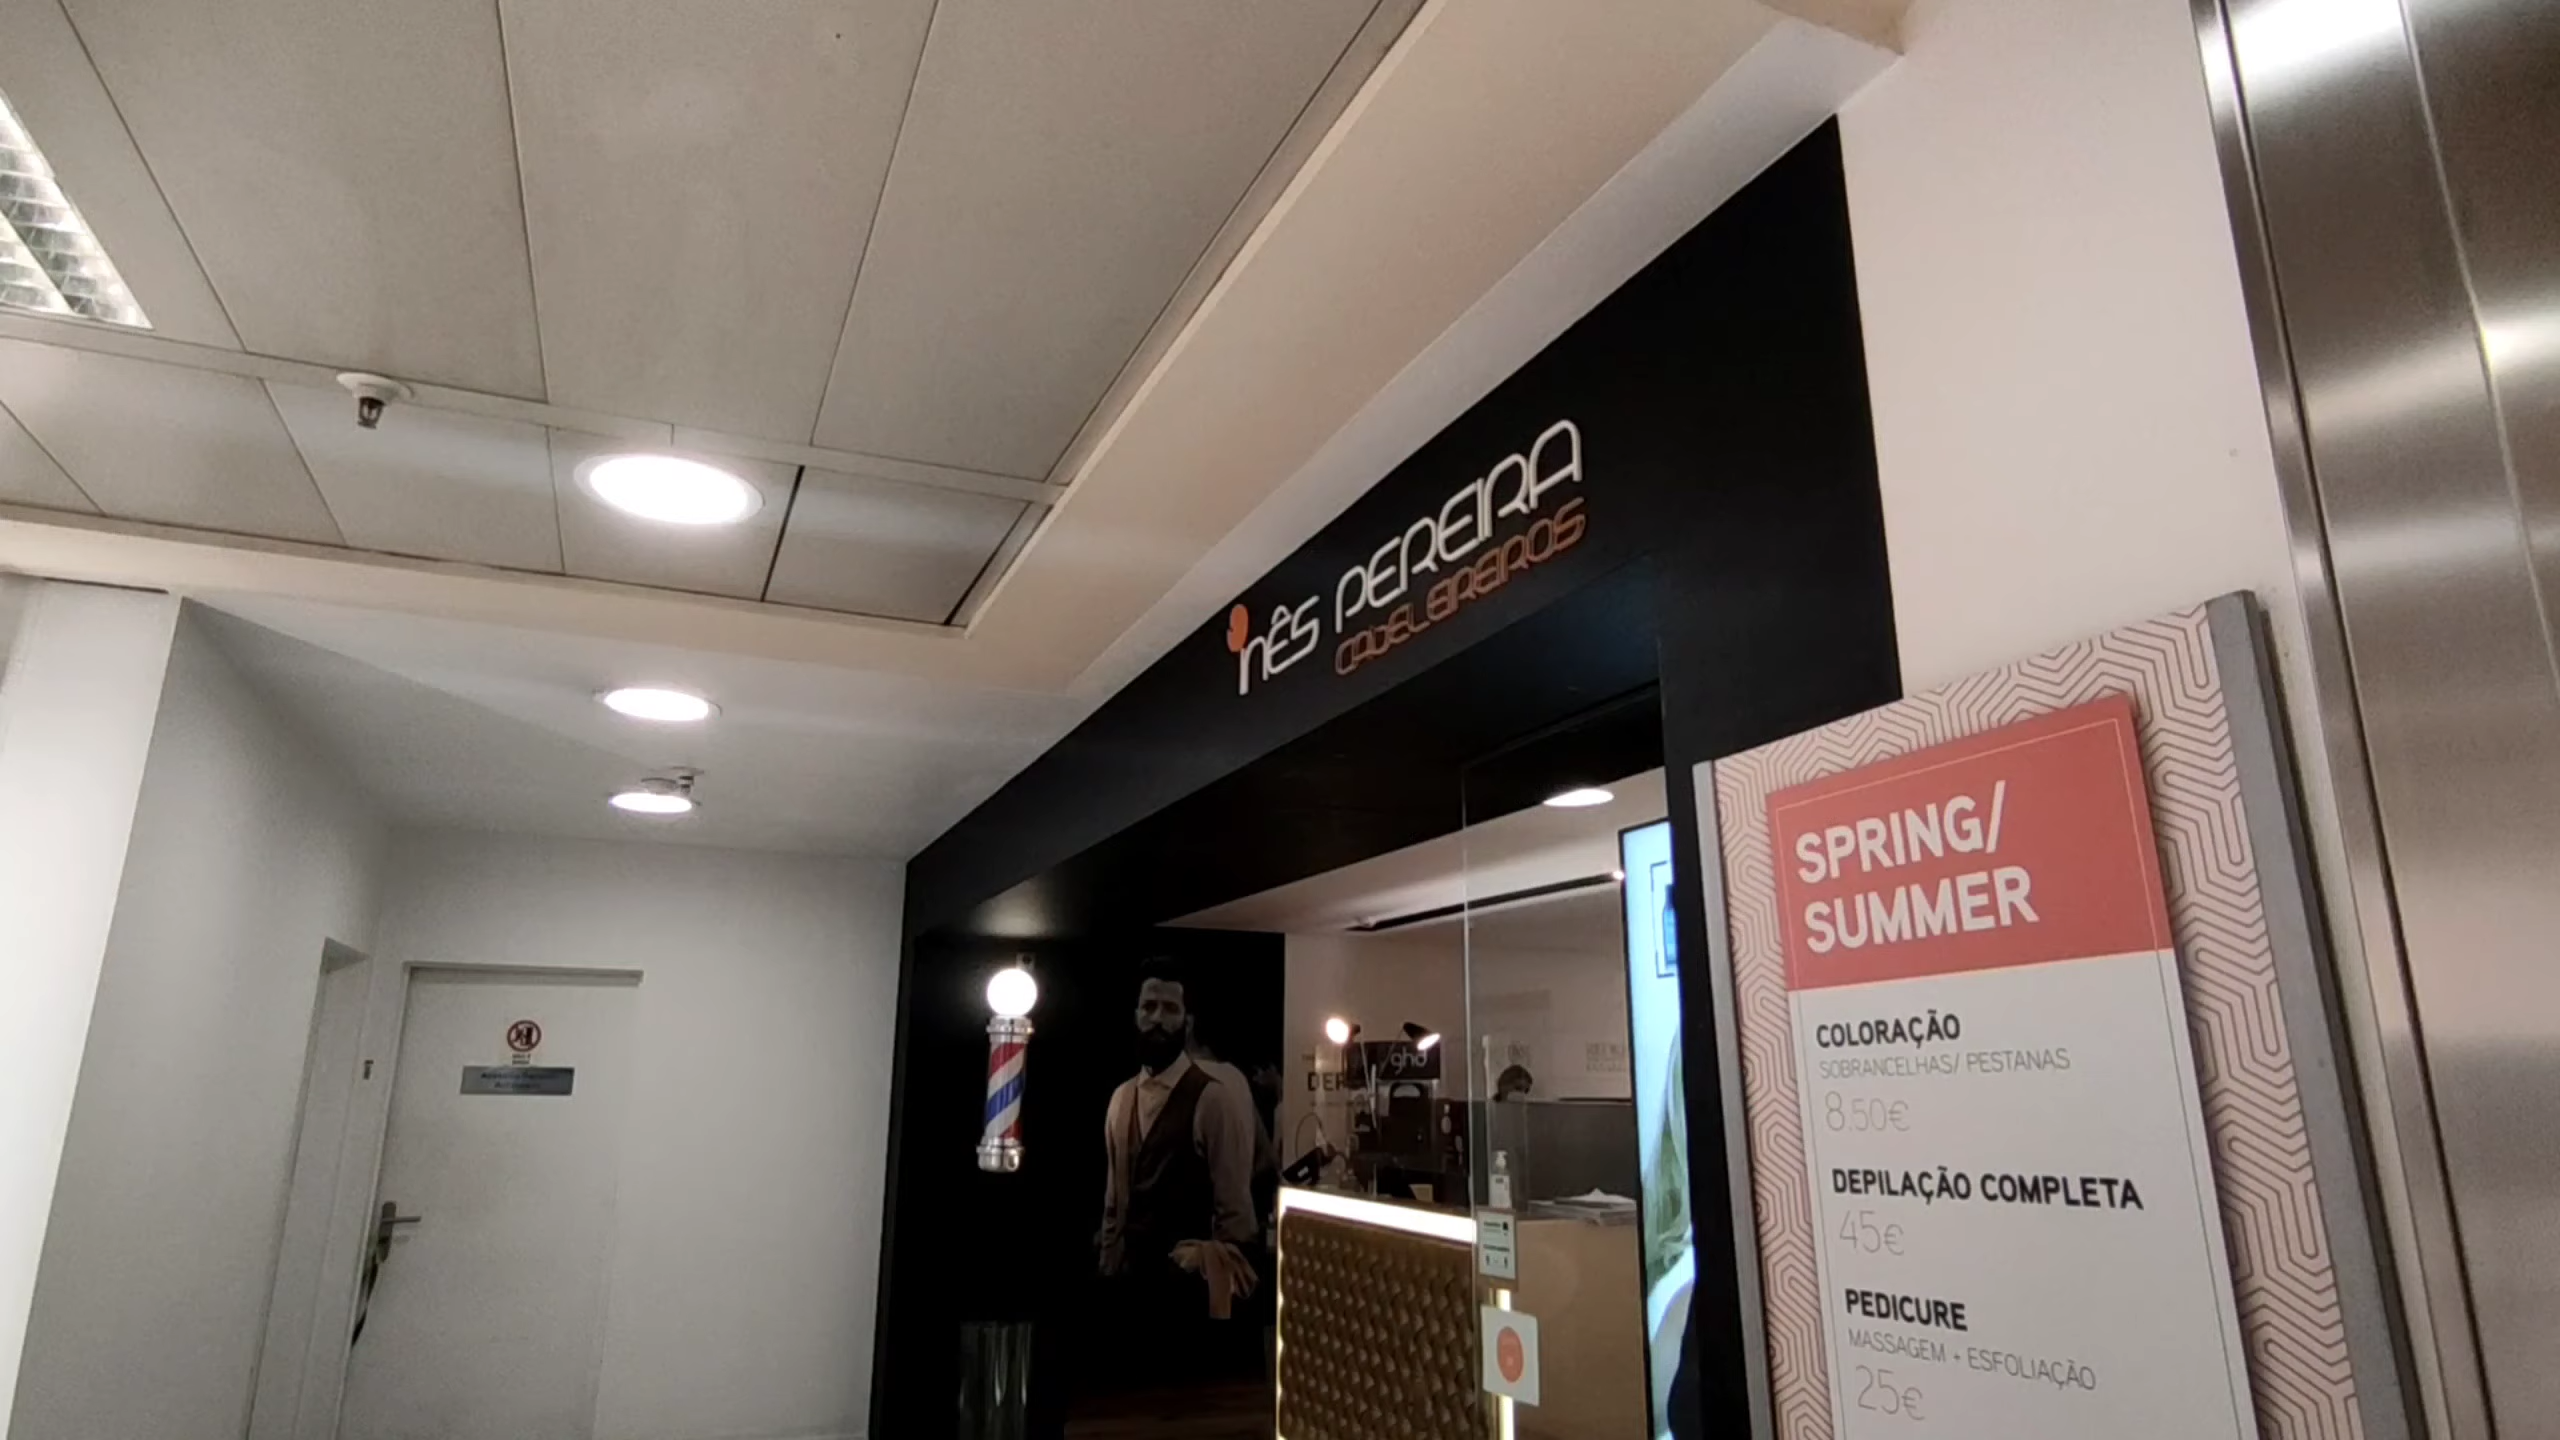 inês PEREIRA
CABELEIREIROS
SPRING/
SUMMER
COLORAÇÃO
SOBRANCELHAS/ PESTANAS
8.50€
DEPILAÇÃO COMPLETA
45€
PEDICURE
MASSAGEM + ESFOLIAÇÃO
25€
ghd